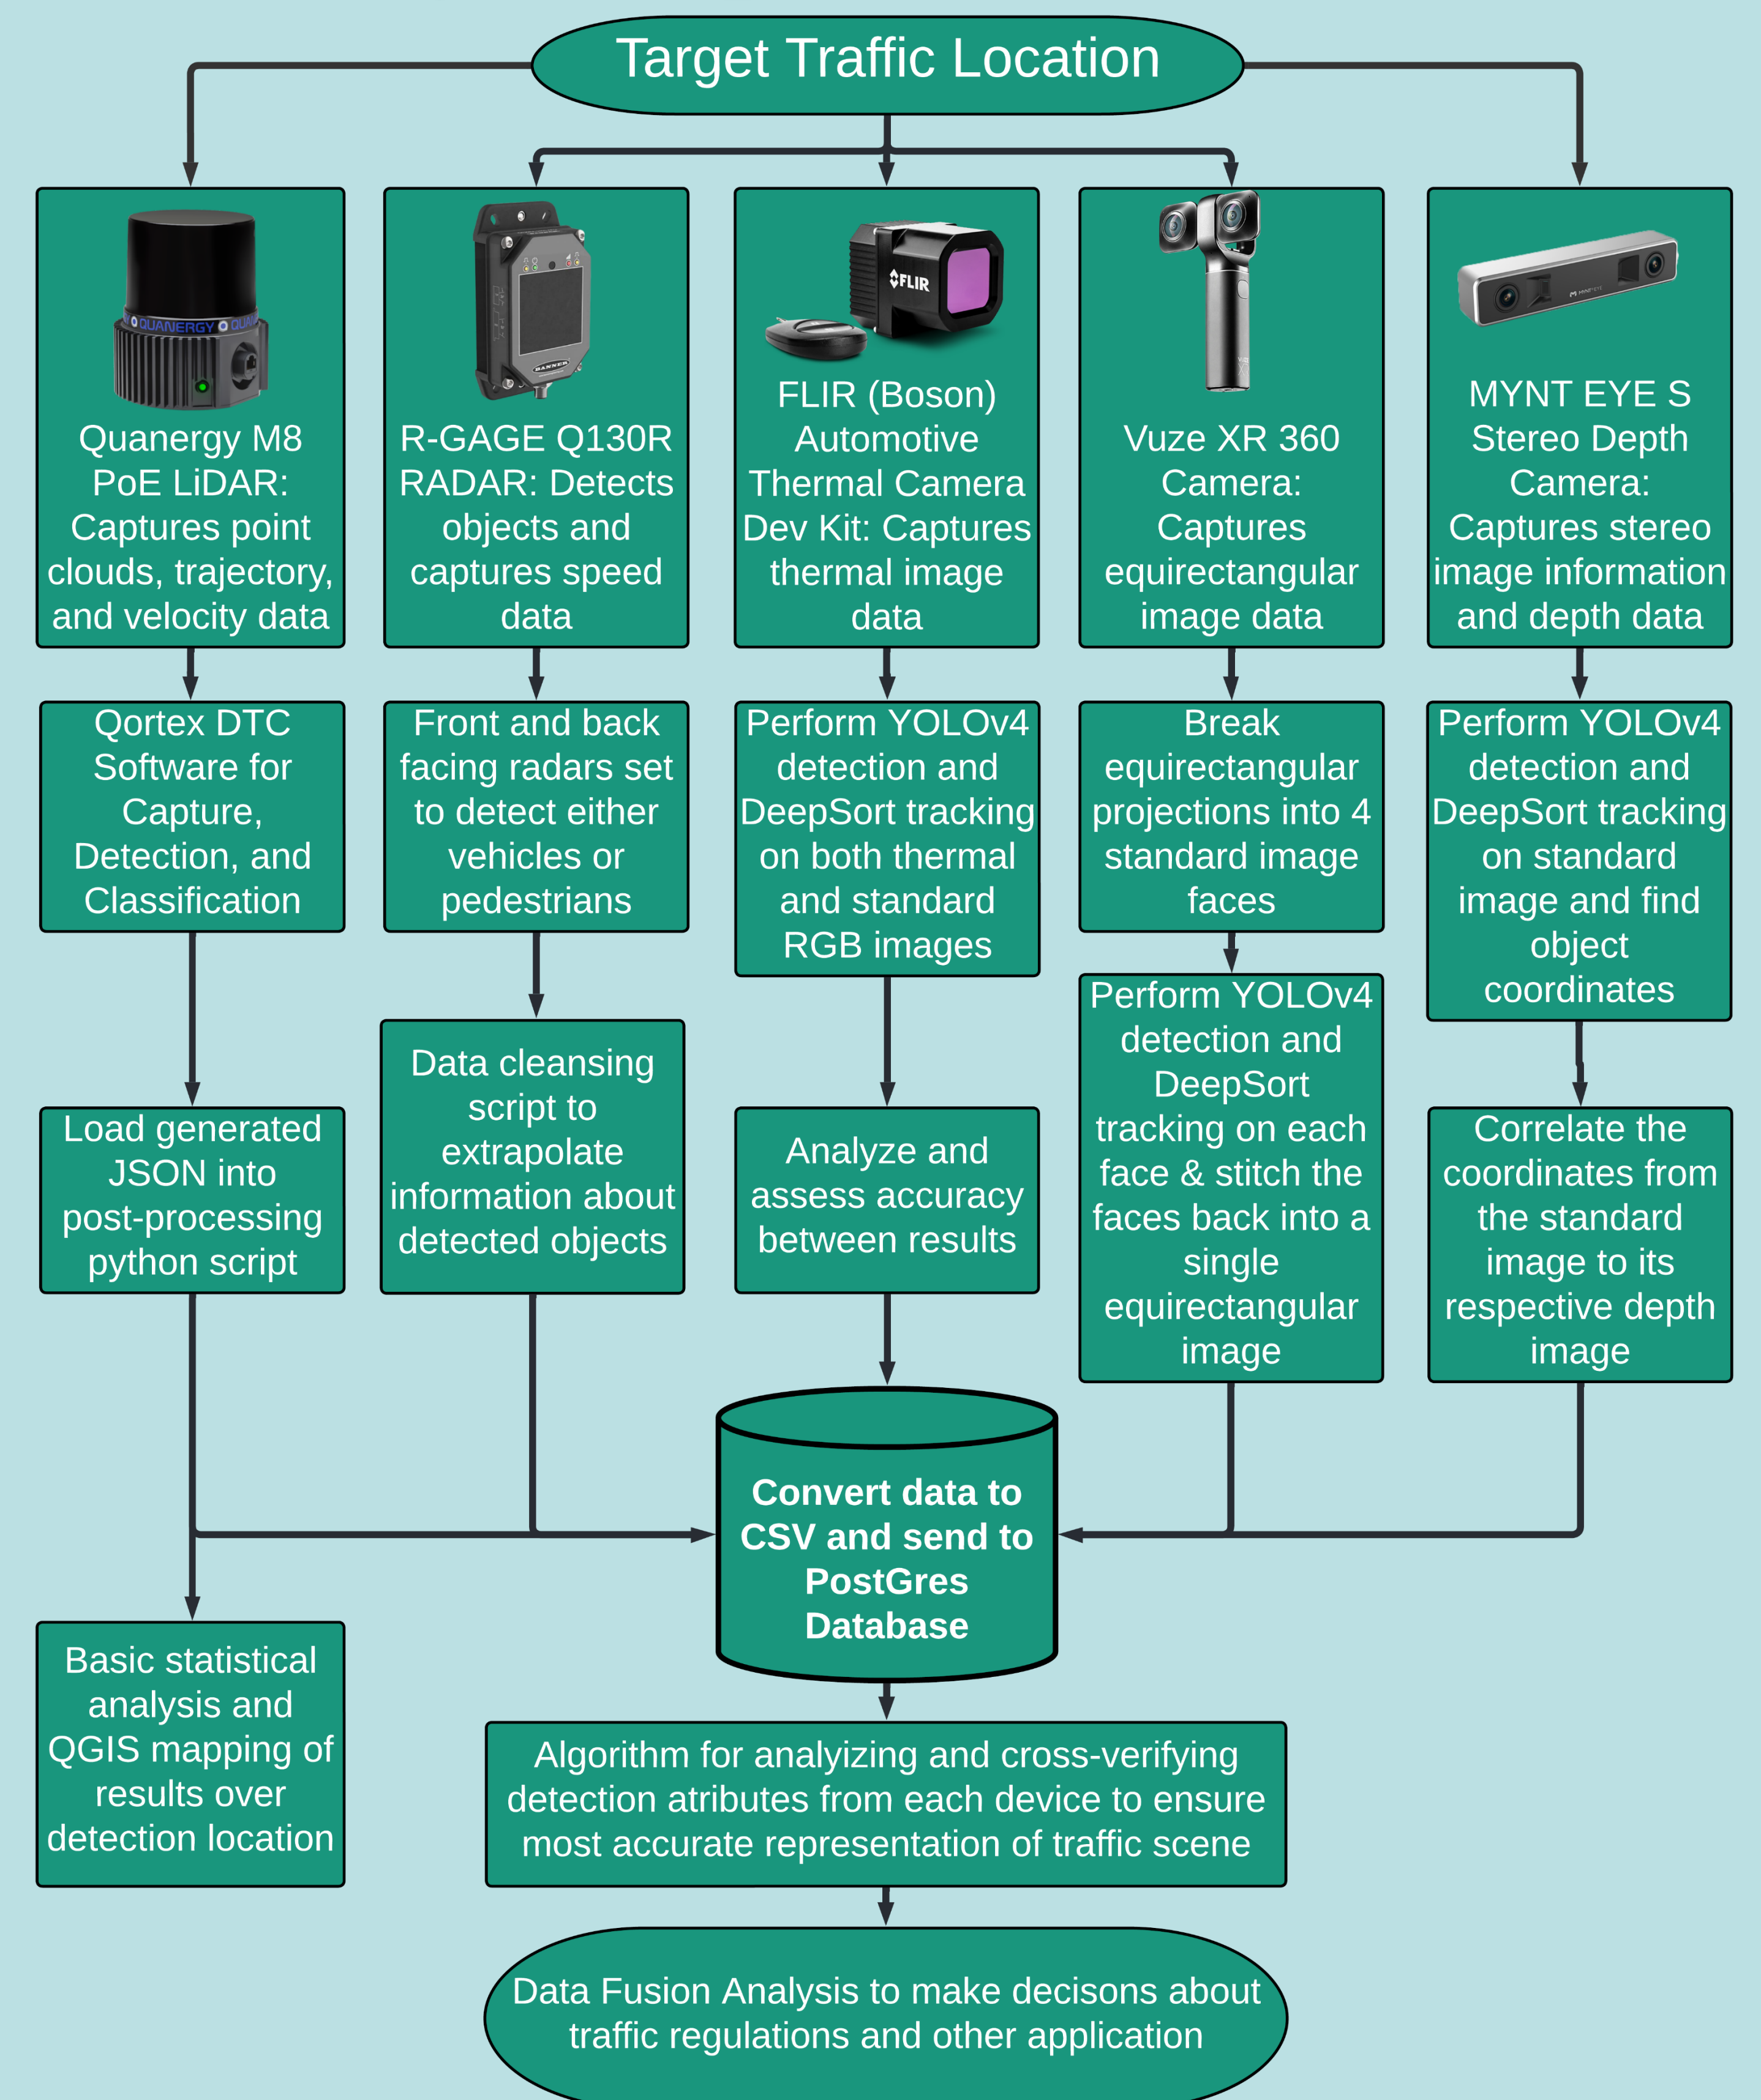 Target Traffic Location
QUANERGY
QUA
Quanergy M8
PoE LiDAR:
Captures point
clouds, trajectory,
and velocity data
BANNER
R-GAGE Q130R
RADAR: Detects
objects and
captures speed
data
FLIR
FLIR (Boson)
Automotive
Thermal Camera
Dev Kit: Captures
thermal image
data
Vuze XR 360
Camera:
Captures
equirectangular
image data
MYNT EYE
MYNT EYE S
Stereo Depth
Camera:
Captures stereo
image information
and depth data
Qortex DTC
Software for
Capture,
Detection, and
Classification
Front and back
facing radars set
to detect either
vehicles or
pedestrians
Perform YOLOv4
detection and
DeepSort tracking
on both thermal
and standard
RGB images
Break
equirectangular
projections into 4
standard image
faces
Perform YOLOv4
detection and
DeepSort tracking
on standard
image and find
object
coordinates
Load generated
JSON into
post-processing
python script
Data cleansing
script to
extrapolate
information about
detected objects
Analyze and
assess accuracy
between results
Perform YOLOv4
detection and
DeepSort
tracking on each
face & stitch the
faces back into a
single
equirectangular
image
Correlate the
coordinates from
the standard
image to its
respective depth
image
Convert data to
CSV and send to
PostGres
Database
Basic statistical
analysis and
QGIS mapping of
results over
detection location
Algorithm for analyizing and cross-verifying
detection atributes from each device to ensure
most accurate representation of traffic scene
Data Fusion Analysis to make decisons about
traffic regulations and other application